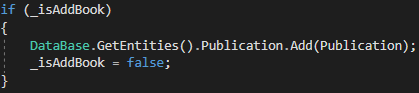 if (_isAddBook)
{
    DataBase.GetEntities().Publication.Add(Publication);
    _isAddBook = false;
}